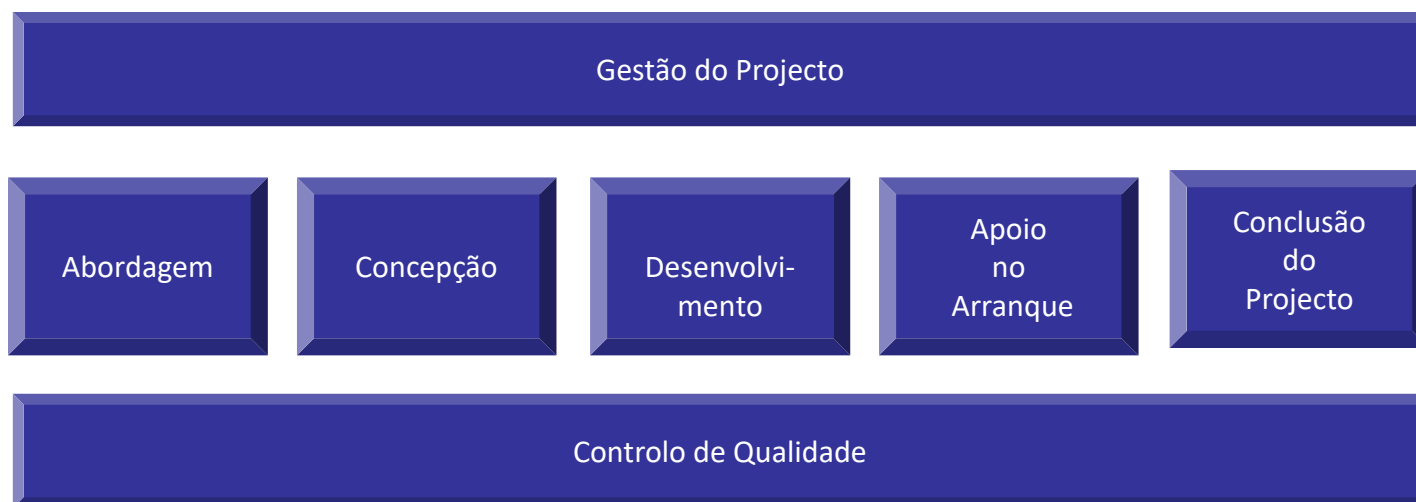 Gestão do Projecto
Abordagem
Concepção
Desenvolvi-
mento
Apoio
no
Arranque
Conclusão
do
Projecto
Controlo de Qualidade